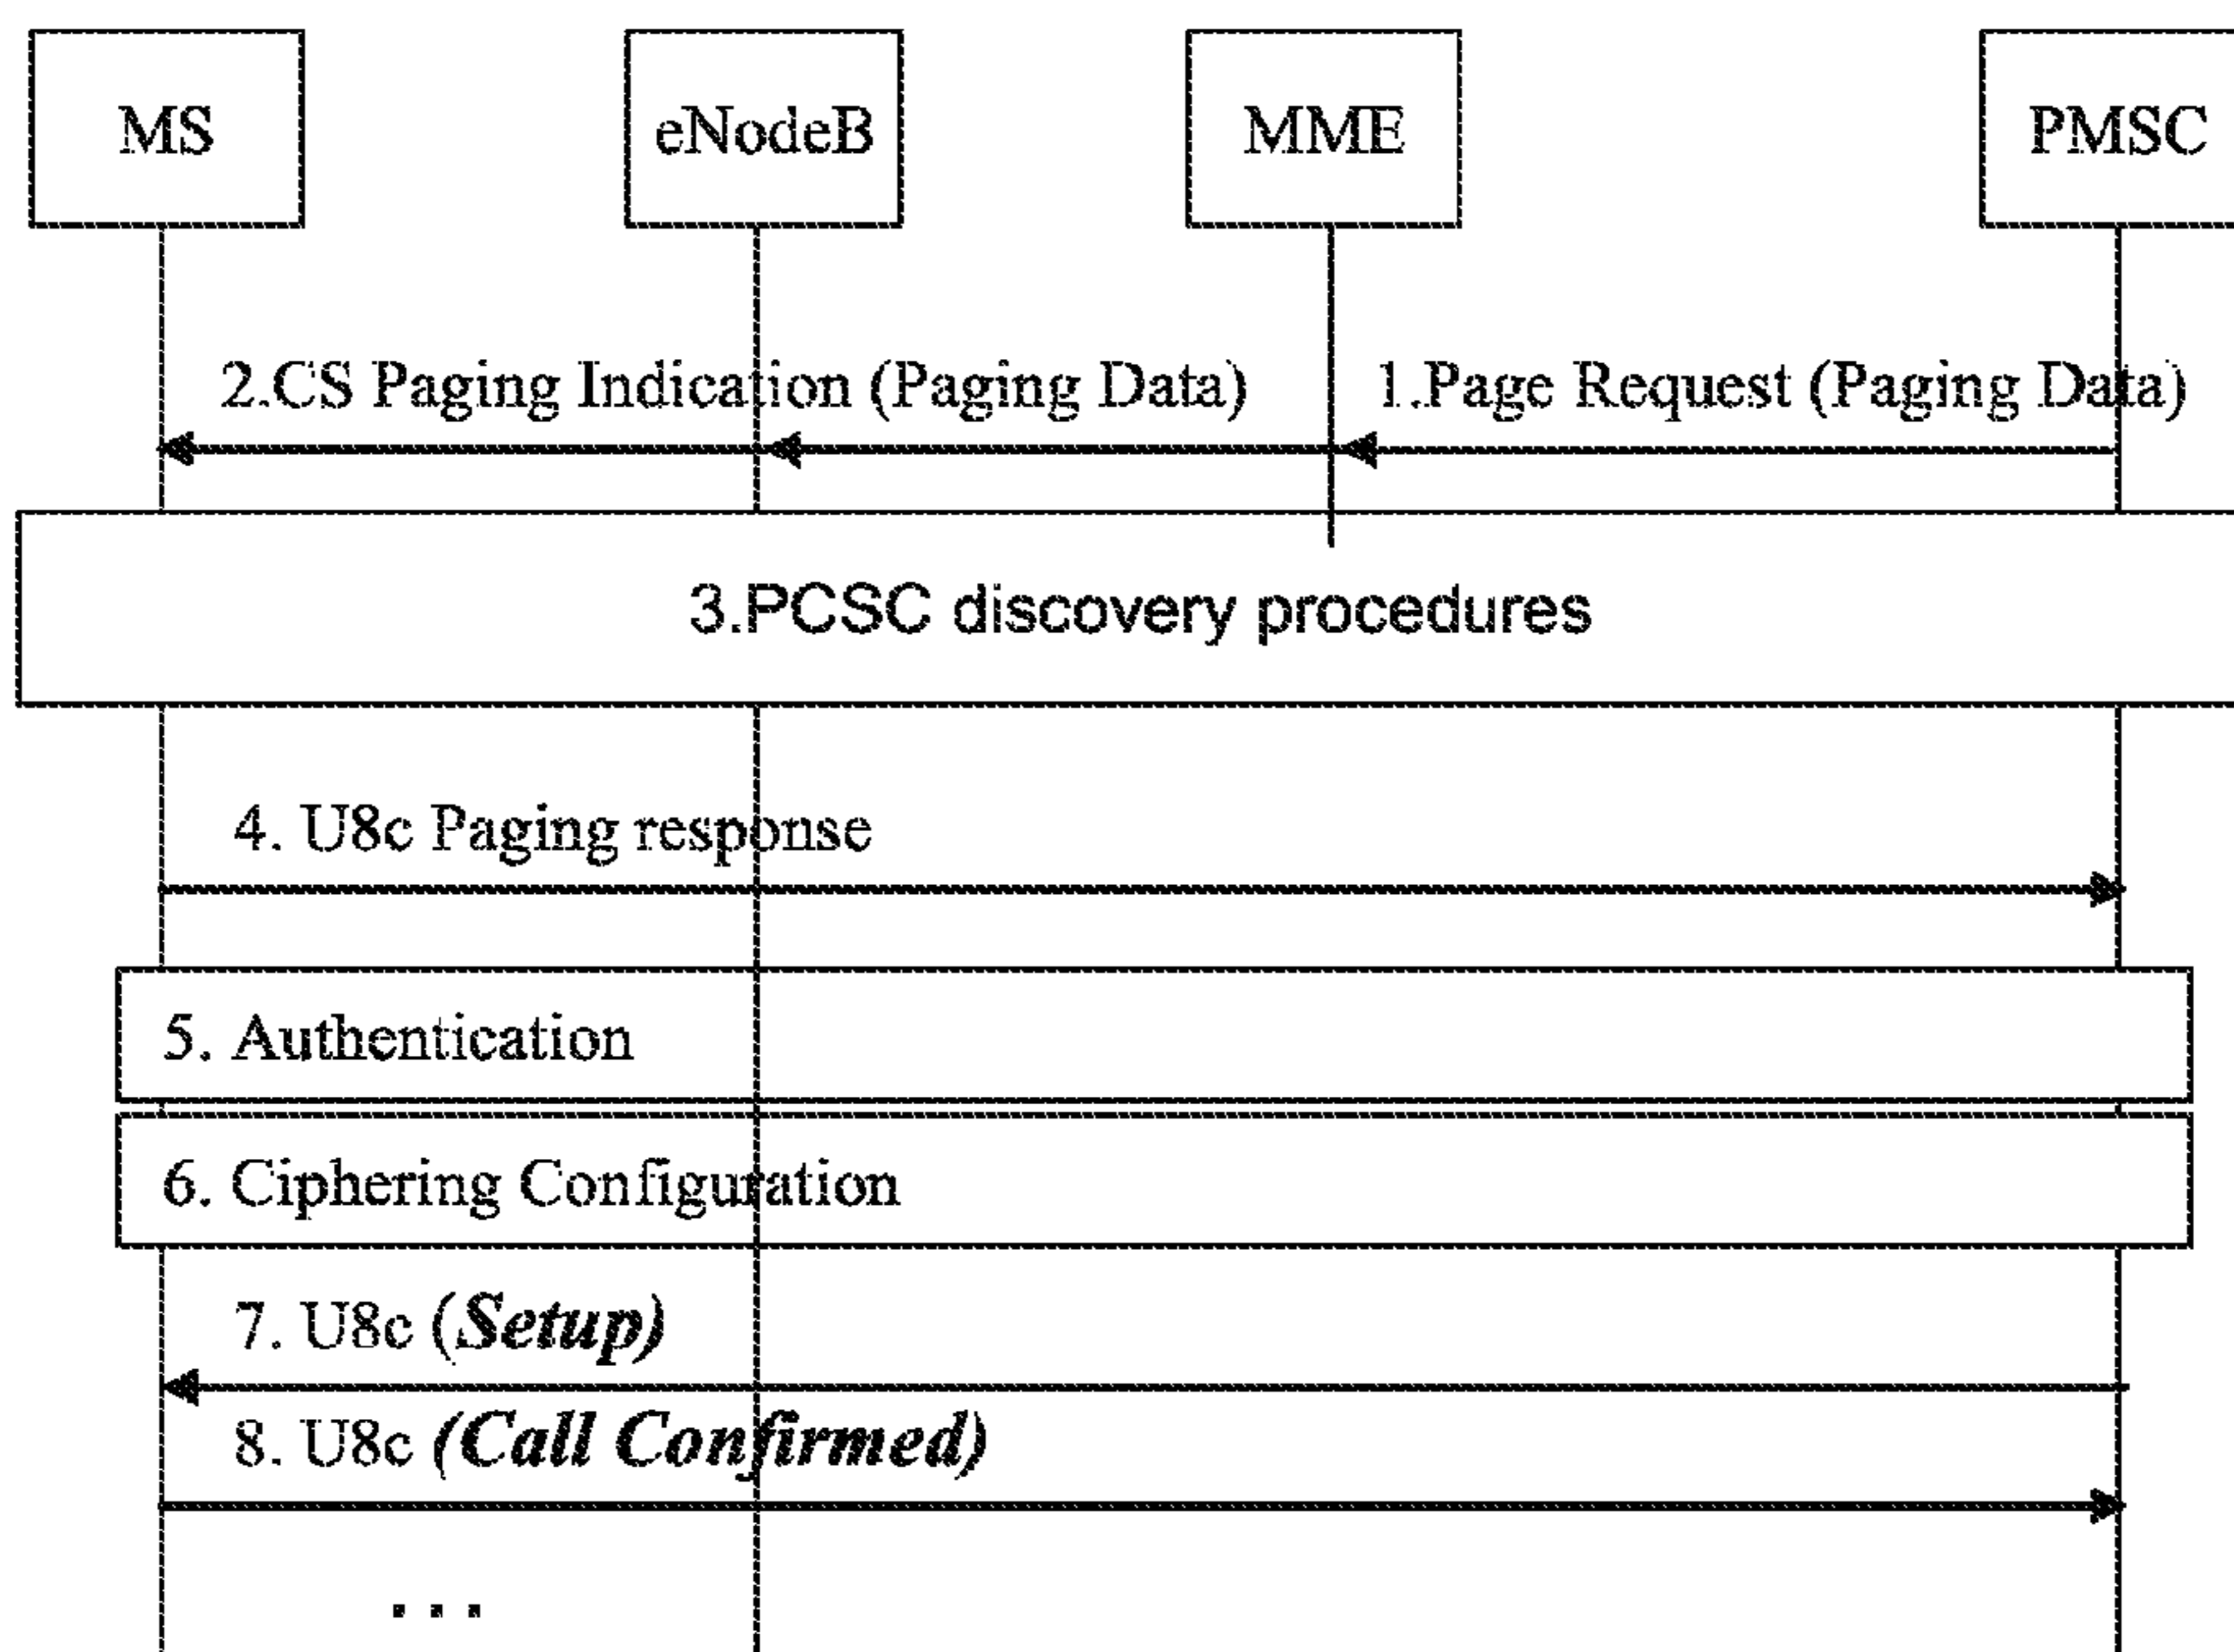 MS
eNodeB
MME
PMSC
2.CS Paging Indication (Paging Data)
1.Page Request (Paging Data)
3.PCSC discovery procedures
4. U8c Paging response
5. Authentication
6. Ciphering Configuration
7. U8c (Setup)
8. U8c (Call Confirmed)
...